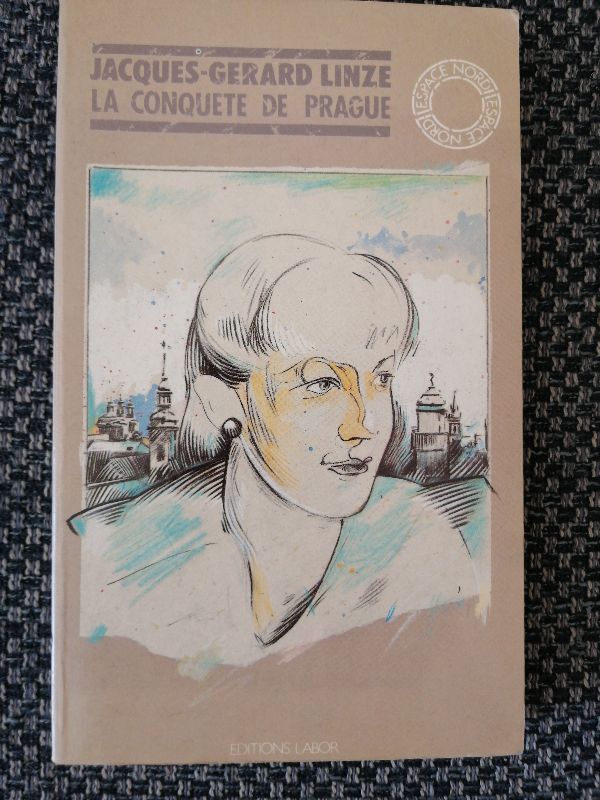 JACQUES-GERARD LINZE
LA CONQUETE DE PRAGUE
ESPACE NORD
ESPACE NORD
EDITIONS LABOR